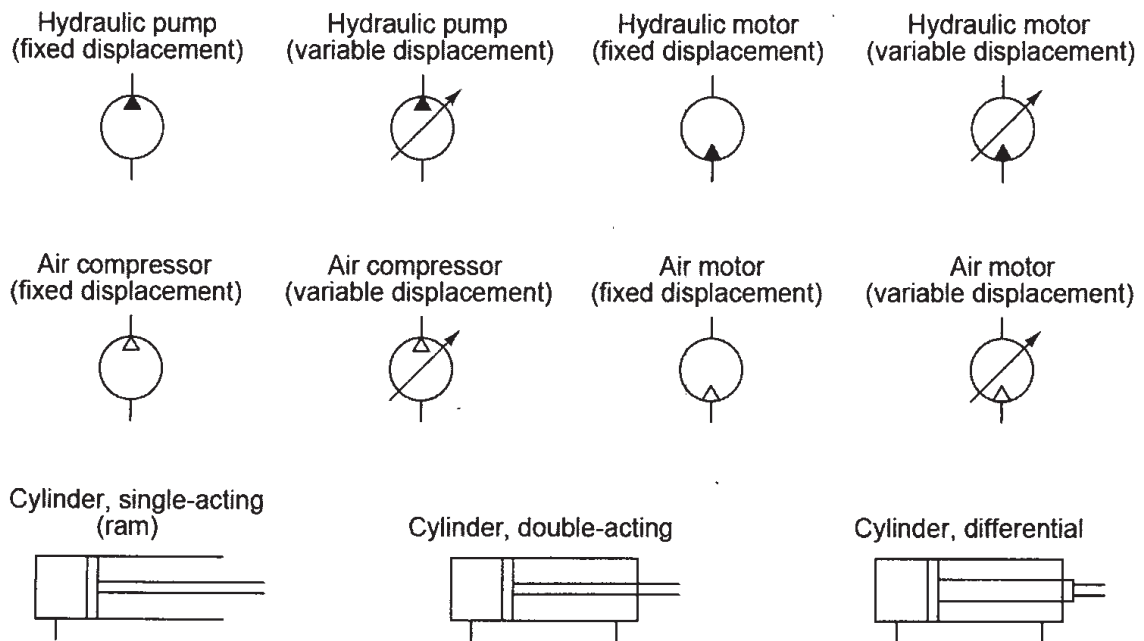 Hydraulic pump
(fixed displacement)
Hydraulic pump
(variable displacement)
Hydraulic motor
(fixed displacement)
Hydraulic motor
(variable displacement)
Air compressor
(fixed displacement)
Air compressor
(variable displacement)
Air motor
(fixed displacement)
Air motor
(variable displacement)
Cylinder, single-acting
(ram)
Cylinder, double-acting
Cylinder, differential